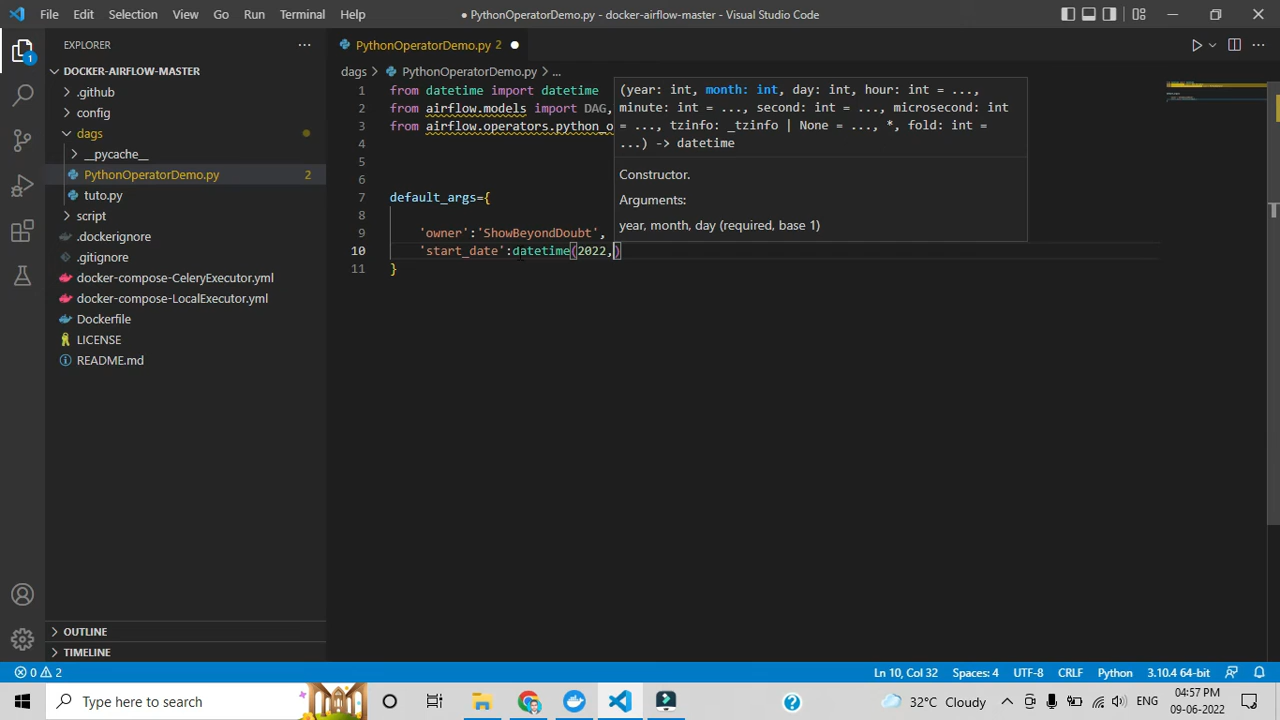 File Edit Selection View Go Run Terminal Help
● PythonOperatorDemo.py - docker-airflow-master - Visual Studio Code
EXPLORER
DOCKER-AIRFLOW-MASTER
.github
config
dags
__pycache__
PythonOperatorDemo.py 2
tuto.py
script
.dockerignore
.gitignore
docker-compose-CeleryExecutor.yml
docker-compose-LocalExecutor.yml
Dockerfile
LICENSE
README.md
OUTLINE
TIMELINE
1
PythonOperatorDemo.py 2 ●
dags > PythonOperatorDemo.py > ...
1 from datetime import datetime
2 from airflow.models import DAG,
3 from airflow.operators.python_o
4
5
6
7 default_args={
8
9 'owner':'ShowBeyondDoubt',
10 'start_date':datetime(2022,)
11 }
(year: int, month: int, day: int, hour: int = ...,
minute: int = ..., second: int = ..., microsecond: int
= ..., tzinfo: _tzinfo | None = ..., *, fold: int =
...) -> datetime
Constructor.
Arguments:
year, month, day (required, base 1)
0 2 Ln 10, Col 32 Spaces: 4 UTF-8 CRLF Python 3.10.4 64-bit
Type here to search
32°C Cloudy ENG 04:57 PM
09-06-2022